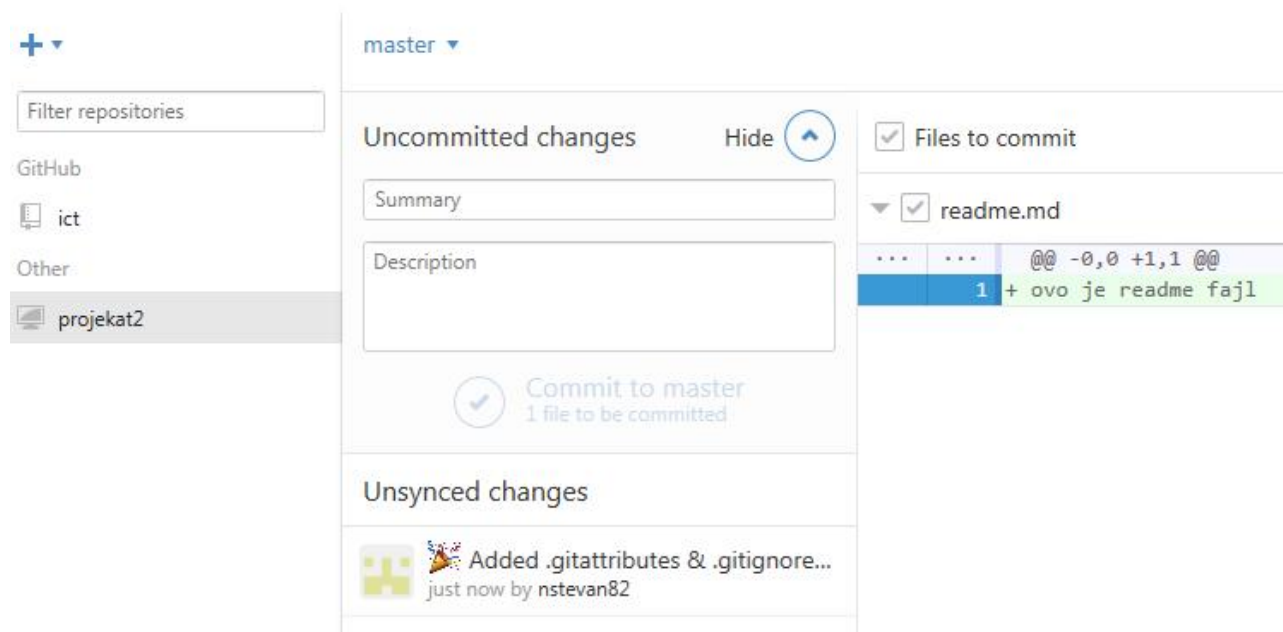 master
Filter repositories
GitHub
ict
Other
projekat2
Uncommitted changes Hide
Summary
Description
Commit to master
1 file to be committed
Unsynced changes
Added .gitattributes & .gitignore...
just now by nstevan82
Files to commit
readme.md
... ... @@ -0,0 +1,1 @@
1 + ovo je readme fajl